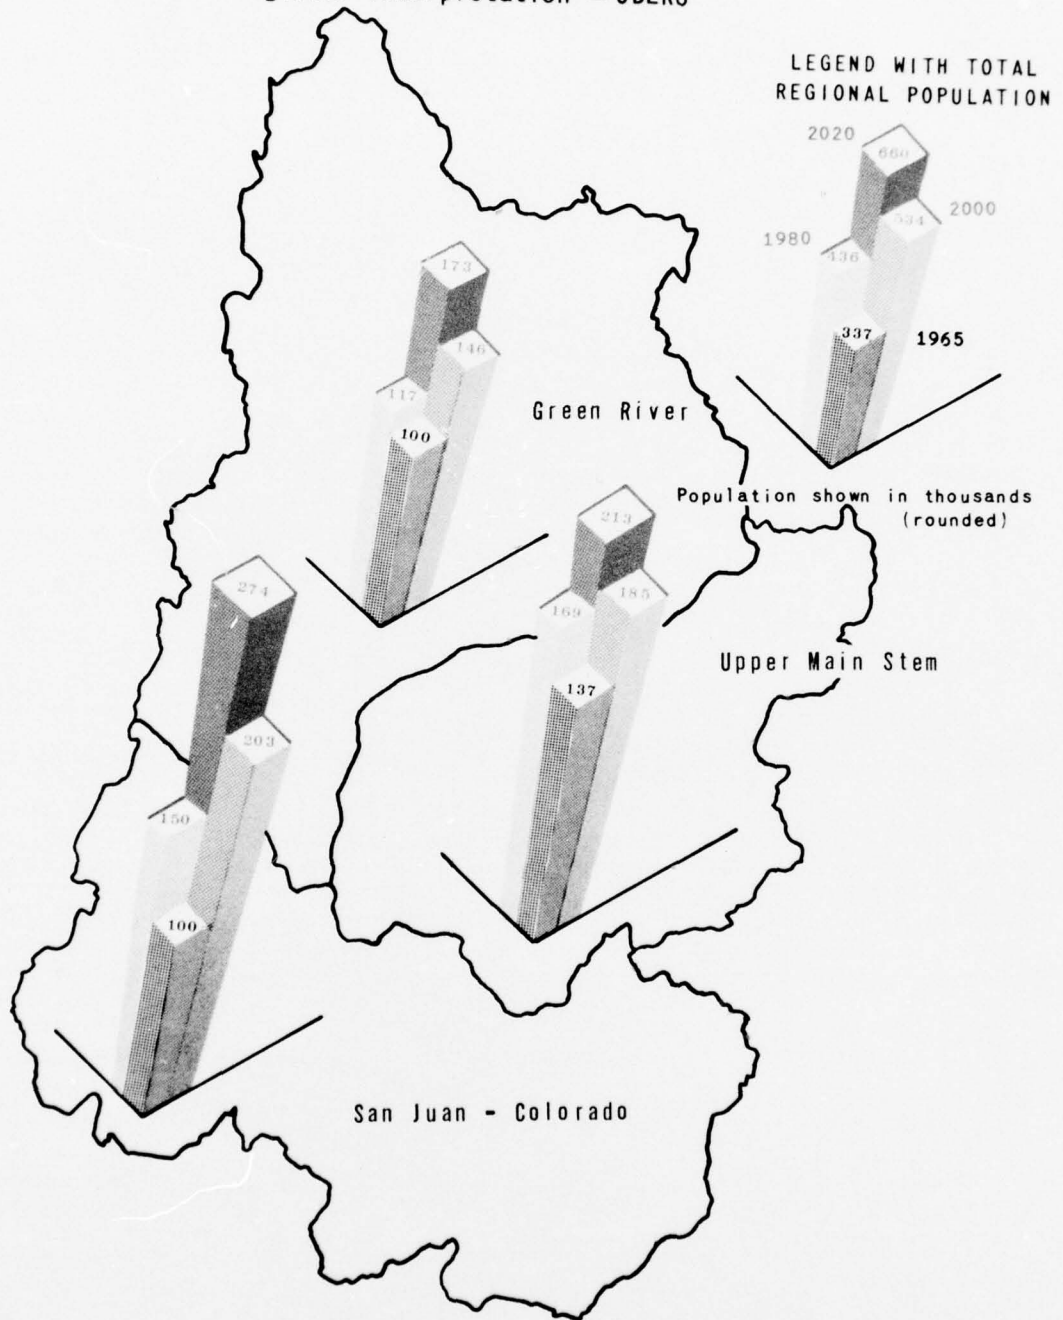 LEGEND WITH TOTAL
REGIONAL POPULATION
2020
660
2000
534
1980
436
337
1965
173
146
117
100
Green River
Population shown in thousands
(rounded)
213
185
169
137
Upper Main Stem
274
203
150
100
San Juan - Colorado